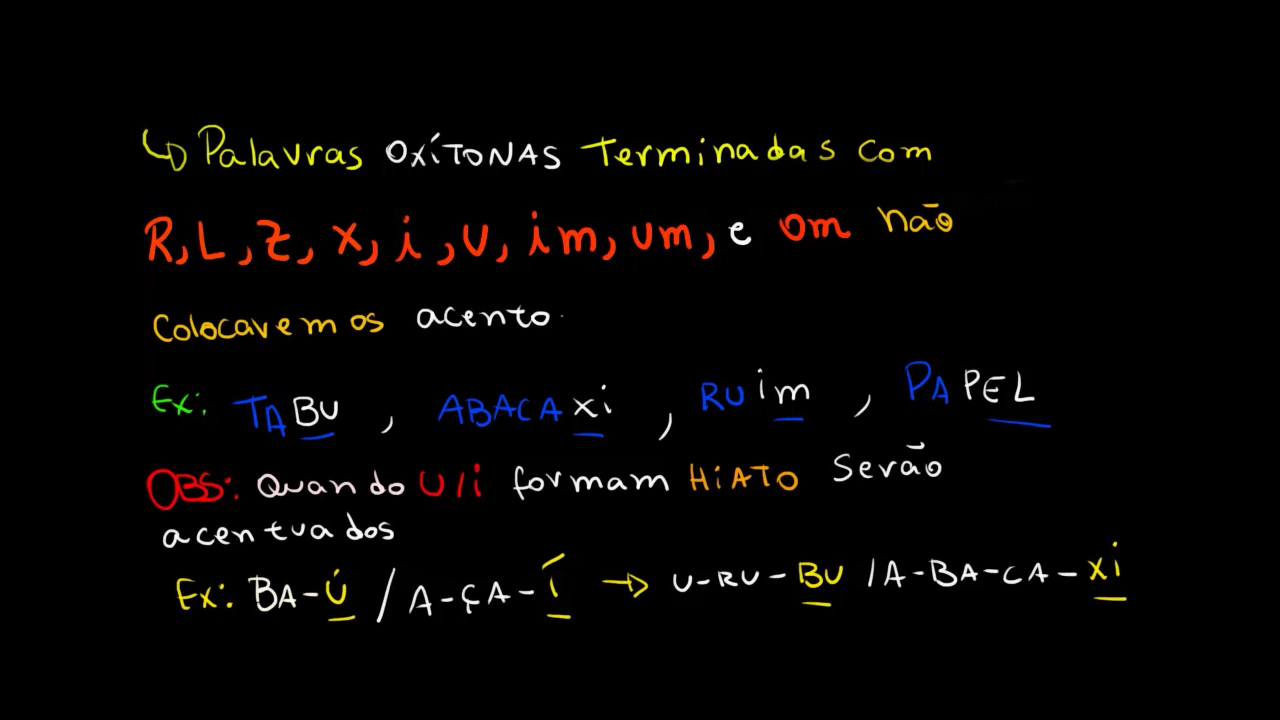 ↳ Palavras OXÍTONAS Terminadas com
R, L, Z, X, i, U, im, um, e om não
Colocavemos acento.
Ex: TABU, ABACAXi, RUim, PAPEL
OBS: Quando U/i formam HiATO Serão
acentuados
Ex: BA-Ú / A-ÇA-Í → U-RU-BU / A-BA-CA-Xi